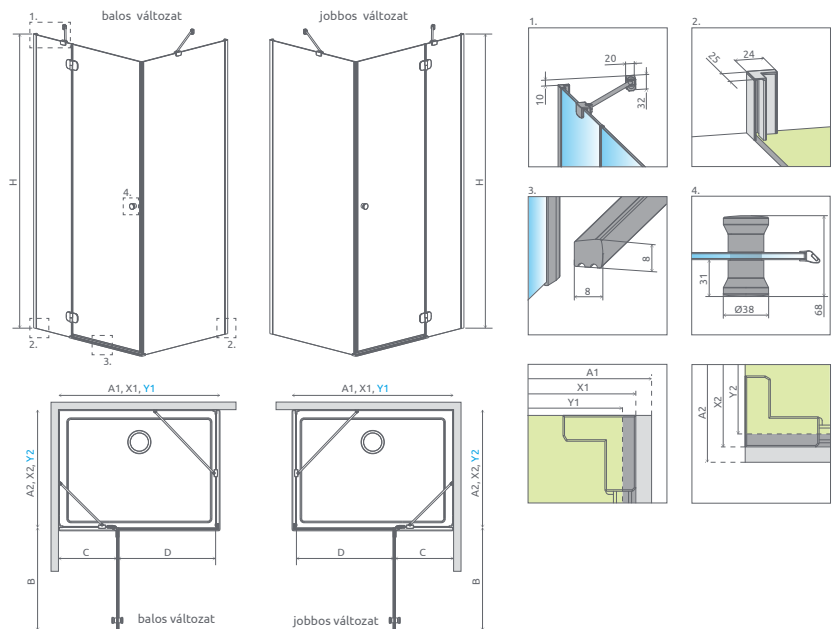 1.
balos változat
H
4.
2.
3.
2.
jobbos változat
H
1.
20
10
32
2.
25
24
3.
8
8
4.
31
Ø38
68
A1, X1, Y1
A2, X2, Y2
C
D
B
balos változat
A1, X1, Y1
A2, X2, Y2
D
C
B
jobbos változat
A1
X1
Y1
A2
X2
Y2